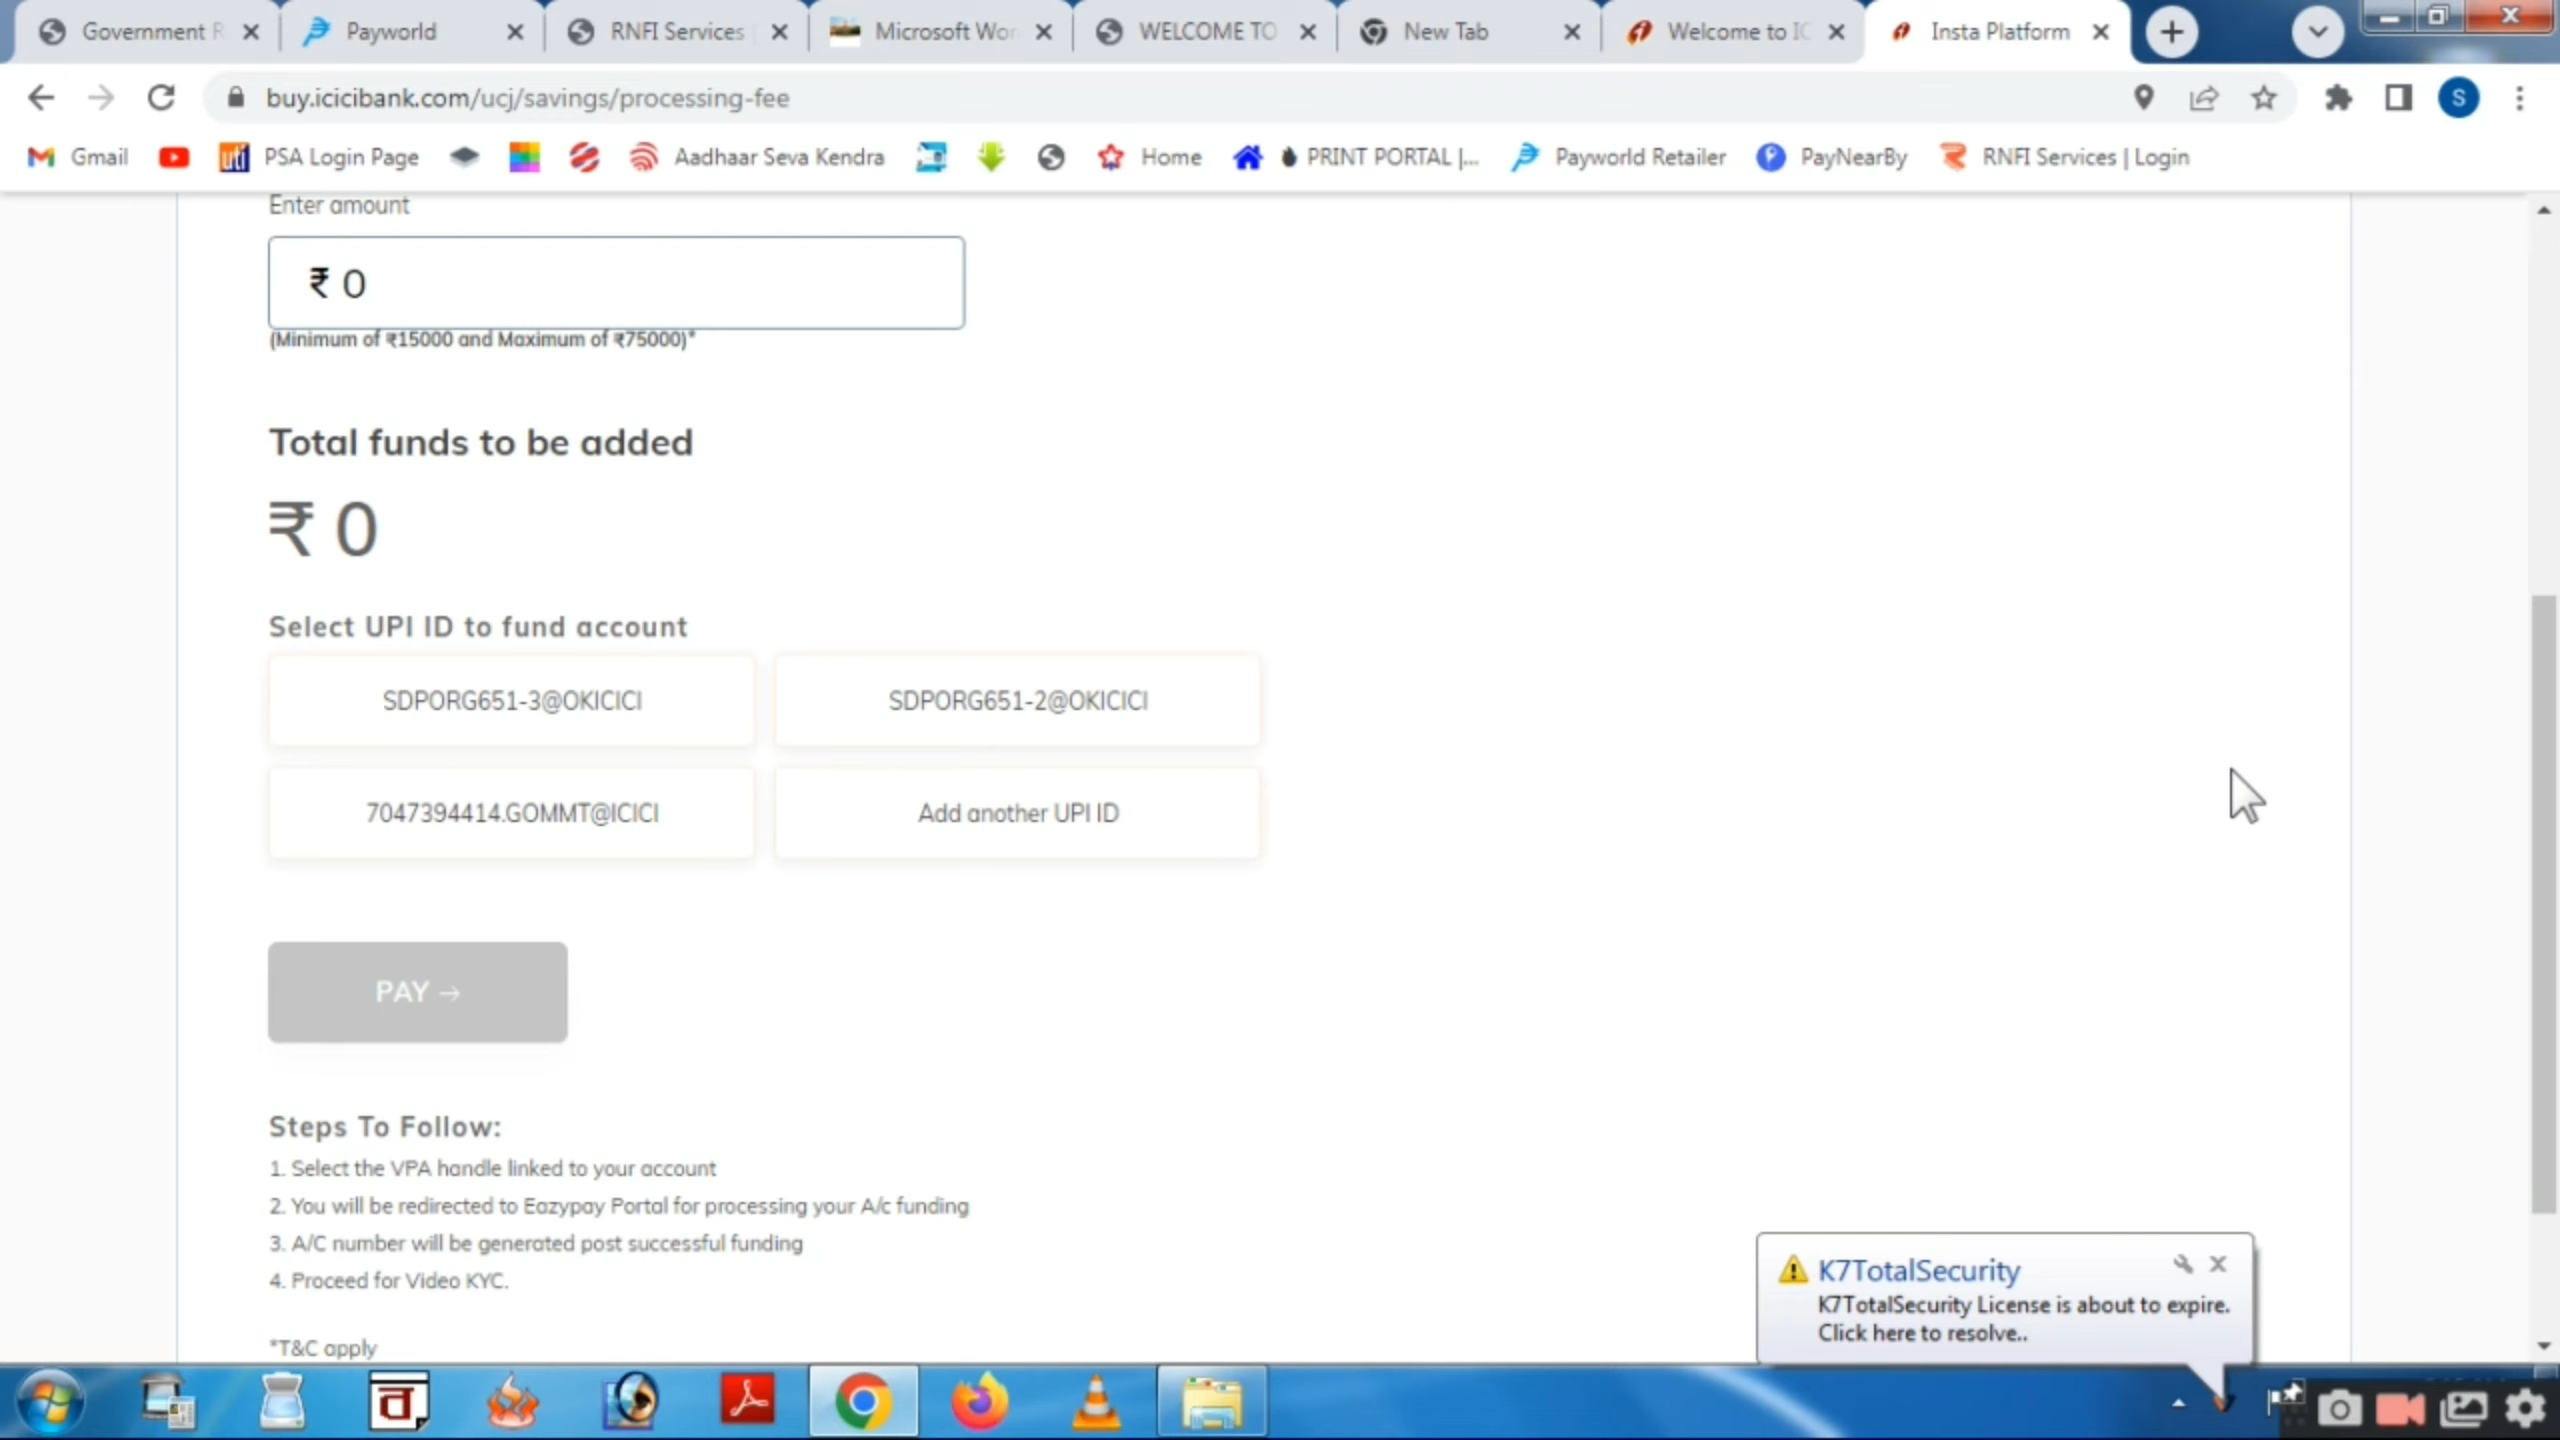 Government R
Payworld
RNFI Services
Microsoft Wor
WELCOME TO
New Tab
Welcome to IC
Insta Platform
buy.icicibank.com/ucj/savings/processing-fee
S
Gmail
uti PSA Login Page
Aadhaar Seva Kendra
Home
PRINT PORTAL |...
Payworld Retailer
PayNearBy
RNFI Services | Login
Enter amount
₹ 0
(Minimum of ₹15000 and Maximum of ₹75000)*
Total funds to be added
₹ 0
Select UPI ID to fund account
SDPORG651-3@OKICICI
SDPORG651-2@OKICICI
7047394414.GOMMT@ICICI
Add another UPI ID
PAY →
Steps To Follow:
1. Select the VPA handle linked to your account
2. You will be redirected to Eazypay Portal for processing your A/c funding
3. A/C number will be generated post successful funding
4. Proceed for Video KYC.
*T&C apply
K7TotalSecurity
K7TotalSecurity License is about to expire.
Click here to resolve..